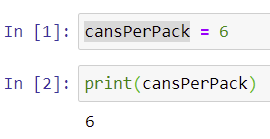 In [1]: cansPerPack = 6
In [2]: print(cansPerPack)
6